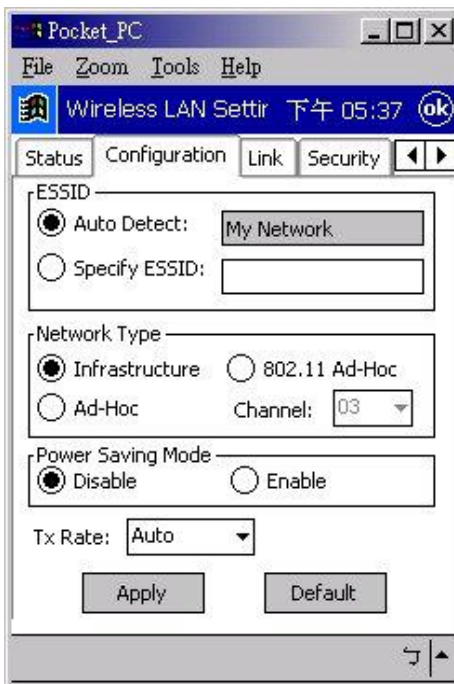 Pocket_PC
File Zoom Tools Help
Wireless LAN Settir 下午 05:37 ok
Status Configuration Link Security
ESSID
Auto Detect: My Network
Specify ESSID:
Network Type
Infrastructure 802.11 Ad-Hoc
Ad-Hoc Channel: 03
Power Saving Mode
Disable Enable
Tx Rate: Auto
Apply Default
ㄅ